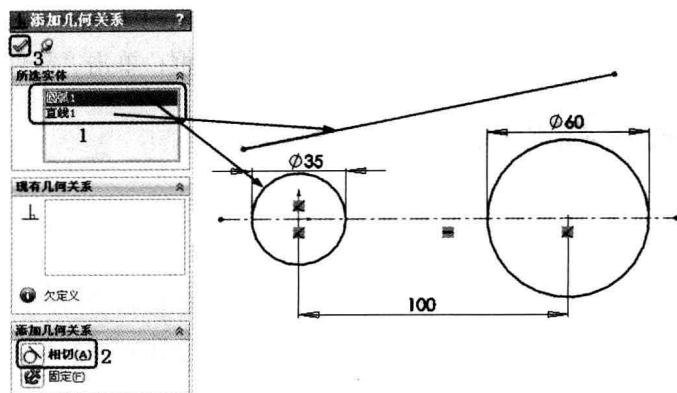 添加几何关系 ?
3
所选实体
圆弧1
直线1
1
现有几何关系
欠定义
添加几何关系
相切(A) 2
固定(F)
Ø35
Ø60
100